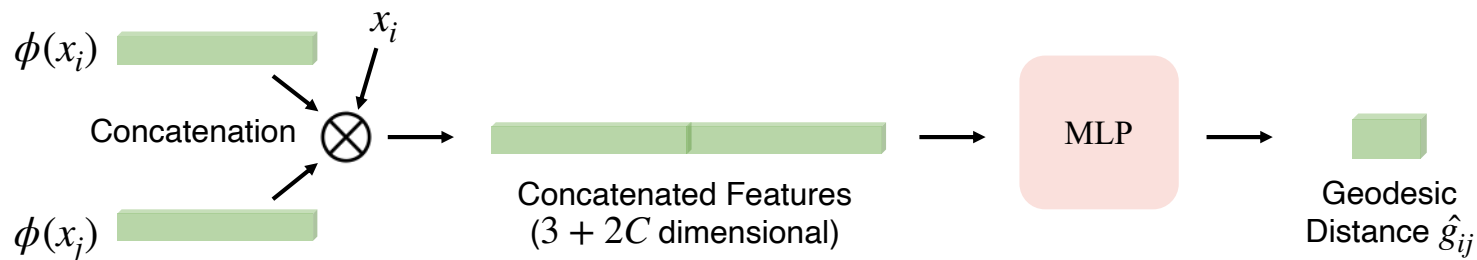 ϕ(x_i)
x_i
Concatenation
ϕ(x_j)
Concatenated Features
(3 + 2C dimensional)
MLP
Geodesic
Distance ĝ_ij